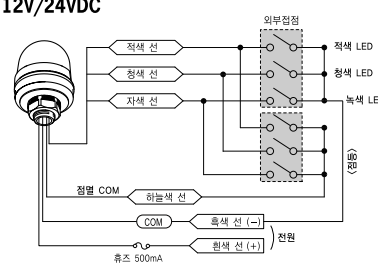 12V/24VDC
외부접점
적색 선
적색 LED
청색 선
청색 LED
자색 선
녹색 LE
<점등>
점멸 COM
하늘색 선
COM
흑색 선 (−)
전원
흰색 선 (+)
휴즈 500mA